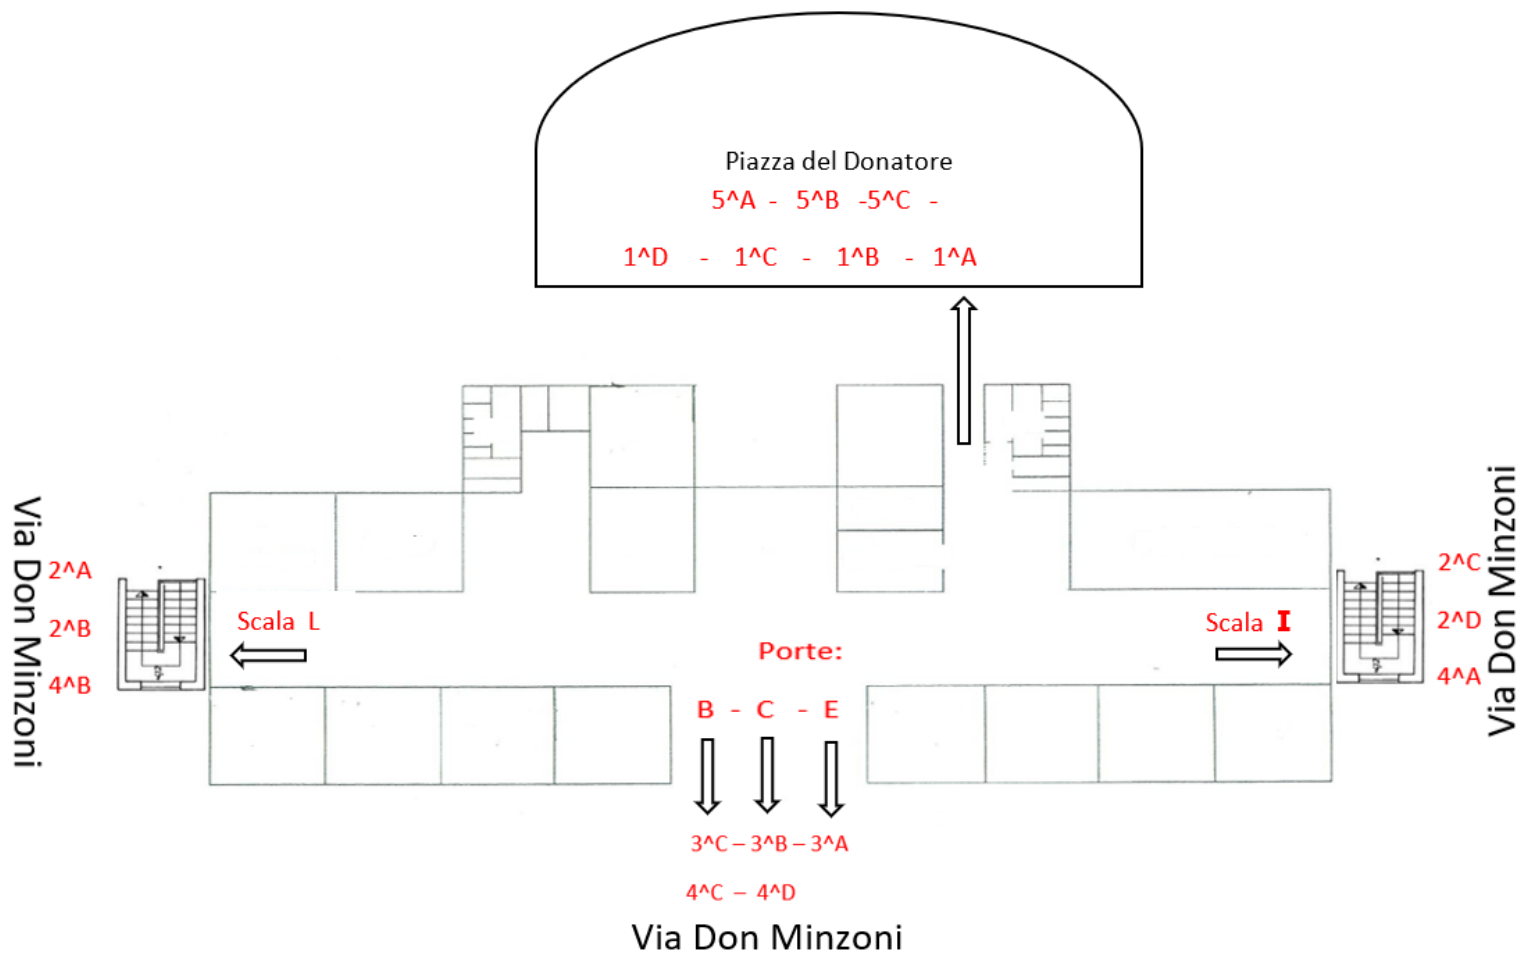 Piazza del Donatore
5^A - 5^B -5^C -
1^D - 1^C - 1^B - 1^A
Via Don Minzoni
2^A
2^B
4^B
Scala L
Scala I
2^C
2^D
4^A
Via Don Minzoni
Porte:
B - C - E
3^C – 3^B – 3^A
4^C – 4^D
Via Don Minzoni